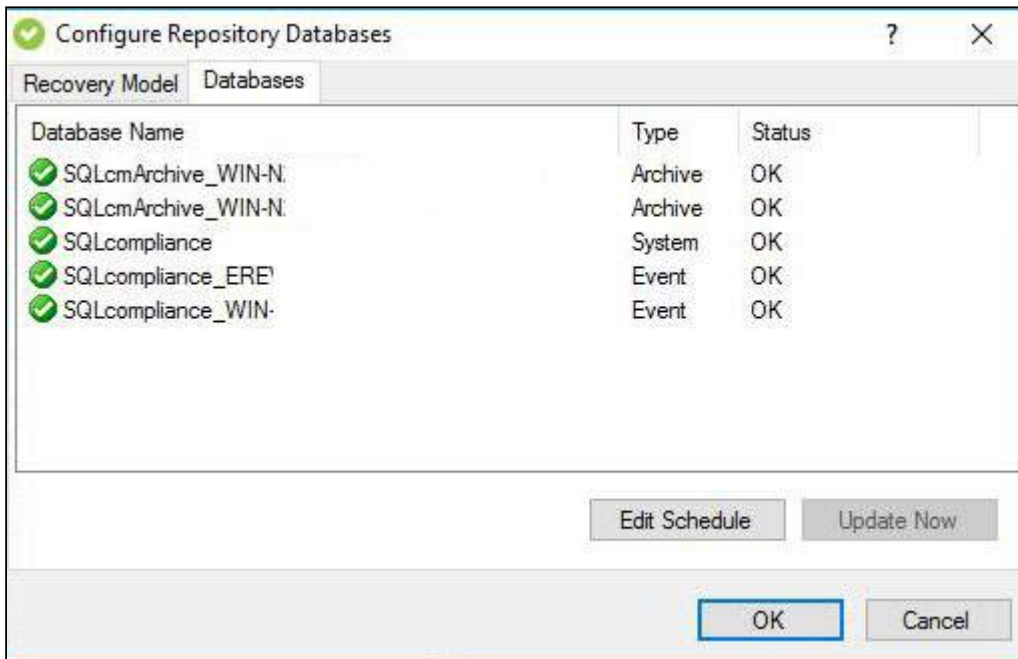 Configure Repository Databases ? X
Recovery Model Databases
Database Name Type Status
SQLcmArchive_WIN-N: Archive OK
SQLcmArchive_WIN-N: Archive OK
SQLcompliance System OK
SQLcompliance_ERE Event OK
SQLcompliance_WIN- Event OK
Edit Schedule Update Now
OK Cancel